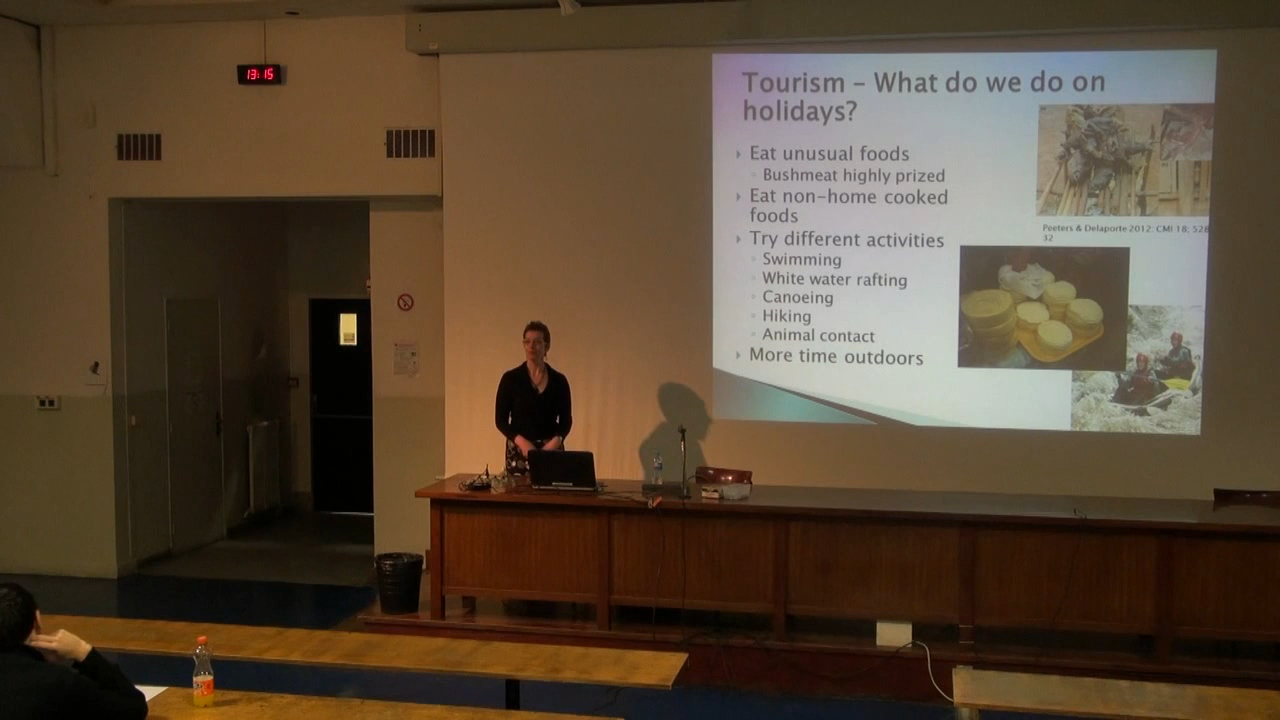 13:15
Tourism – What do we do on
holidays?
Eat unusual foods
Bushmeat highly prized
Eat non-home cooked
foods
Try different activities
Swimming
White water rafting
Canoeing
Hiking
Animal contact
More time outdoors
Peeters & Delaporte 2012; CMI 18; 528
32